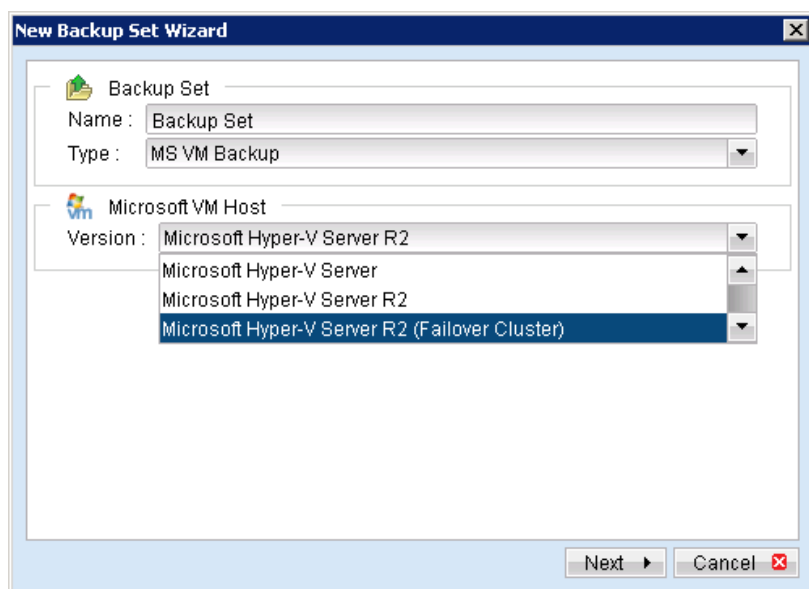 New Backup Set Wizard
Backup Set
Name : Backup Set
Type : MS VM Backup
vm Microsoft VM Host
Version : Microsoft Hyper-V Server R2
Microsoft Hyper-V Server
Microsoft Hyper-V Server R2
Microsoft Hyper-V Server R2 (Failover Cluster)
Next Cancel